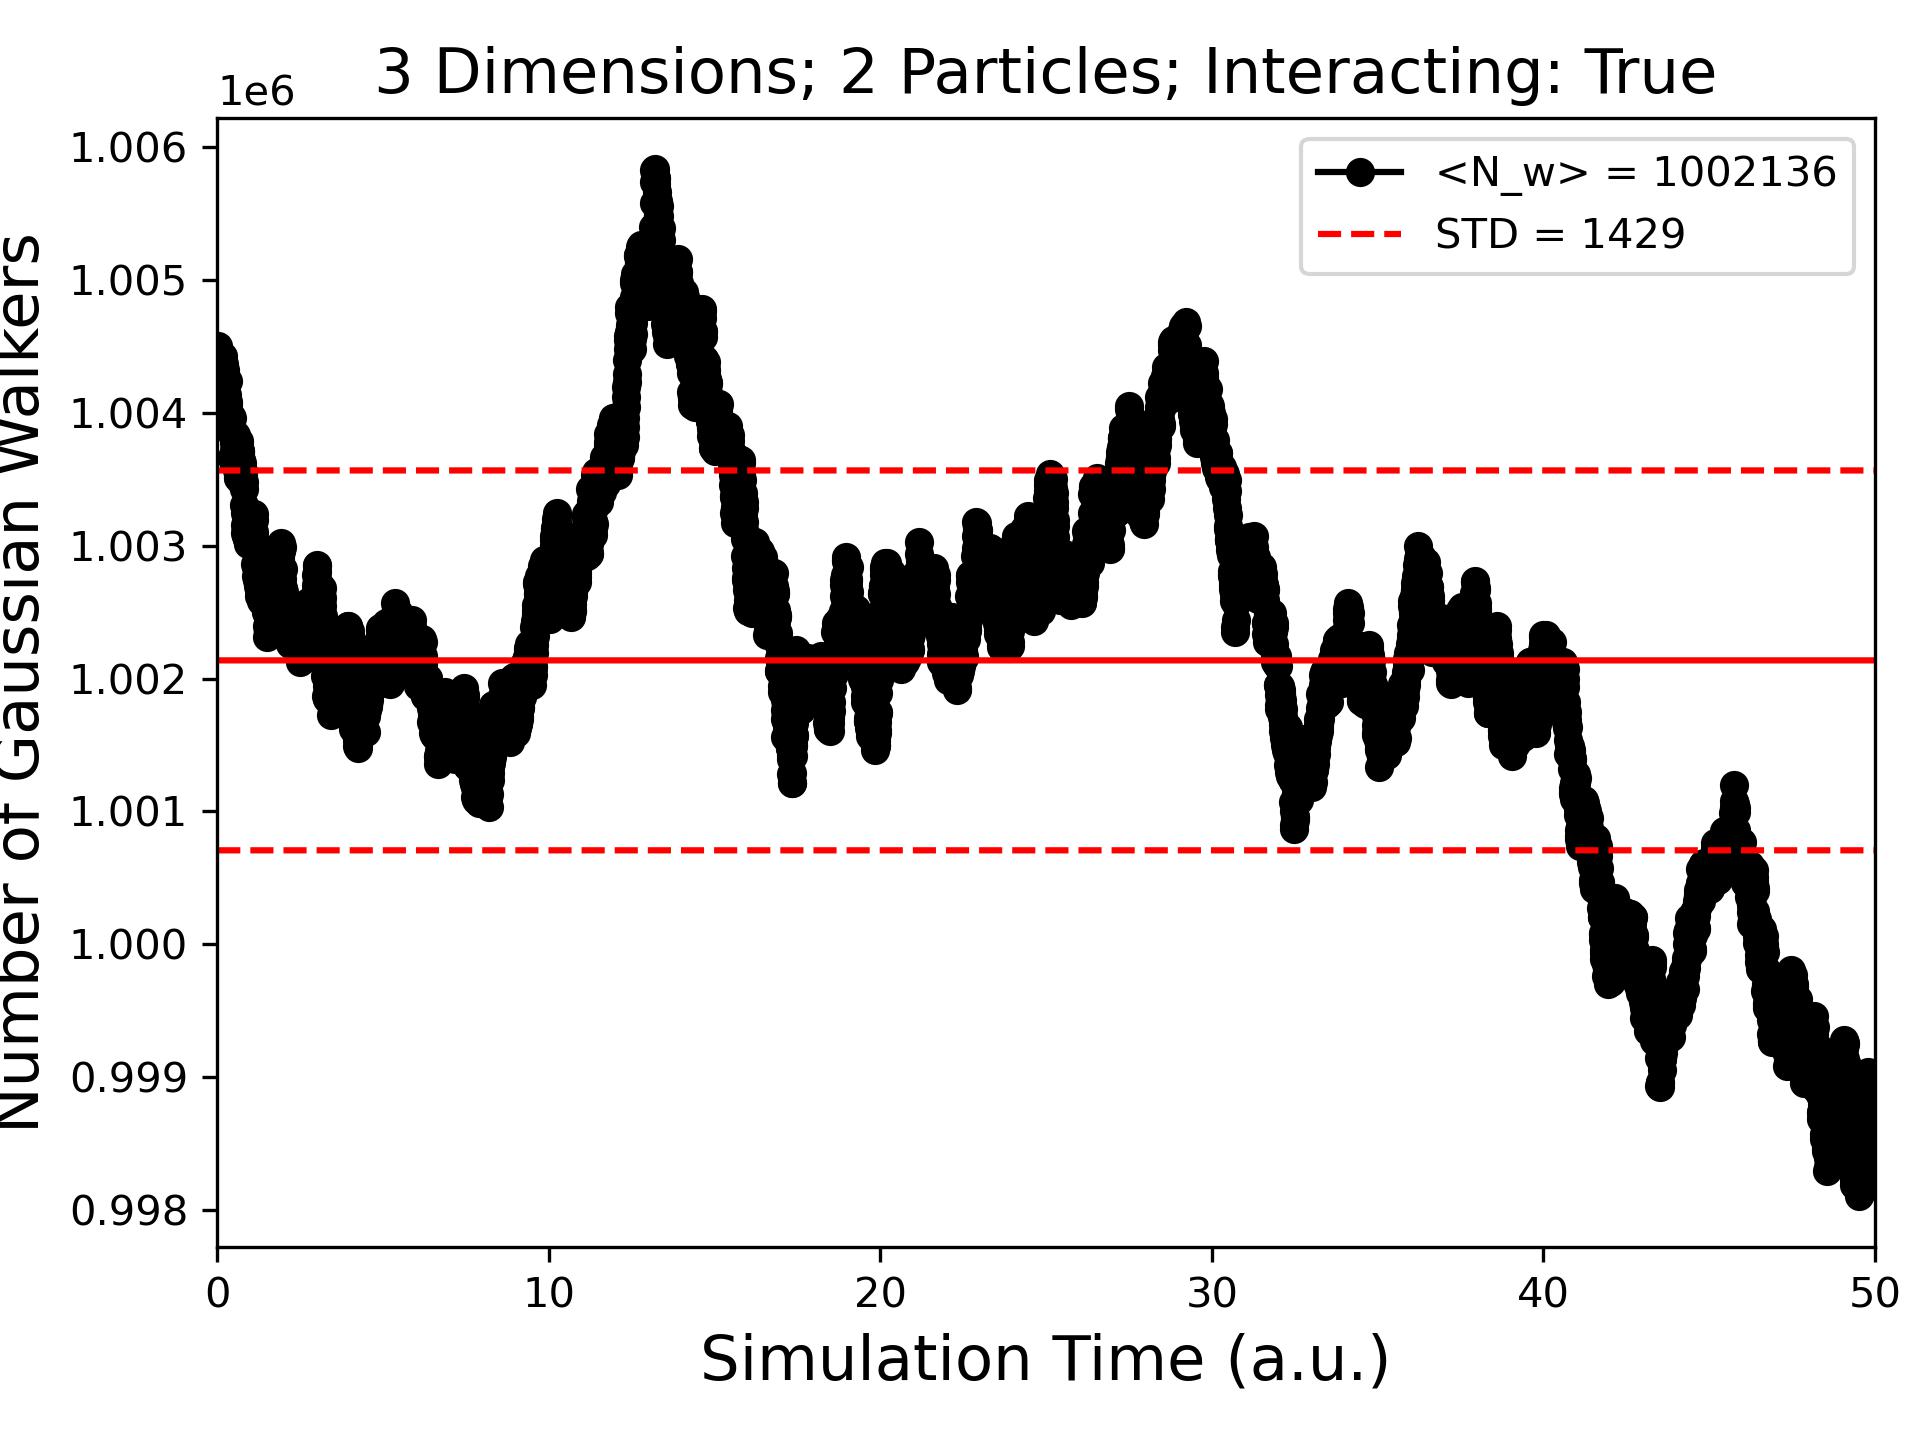 3 Dimensions; 2 Particles; Interacting: True
1e6
<N_w> = 1002136
STD = 1429
Number of Gaussian Walkers
1.006
1.005
1.004
1.003
1.002
1.001
1.000
0.999
0.998
0 10 20 30 40 50
Simulation Time (a.u.)